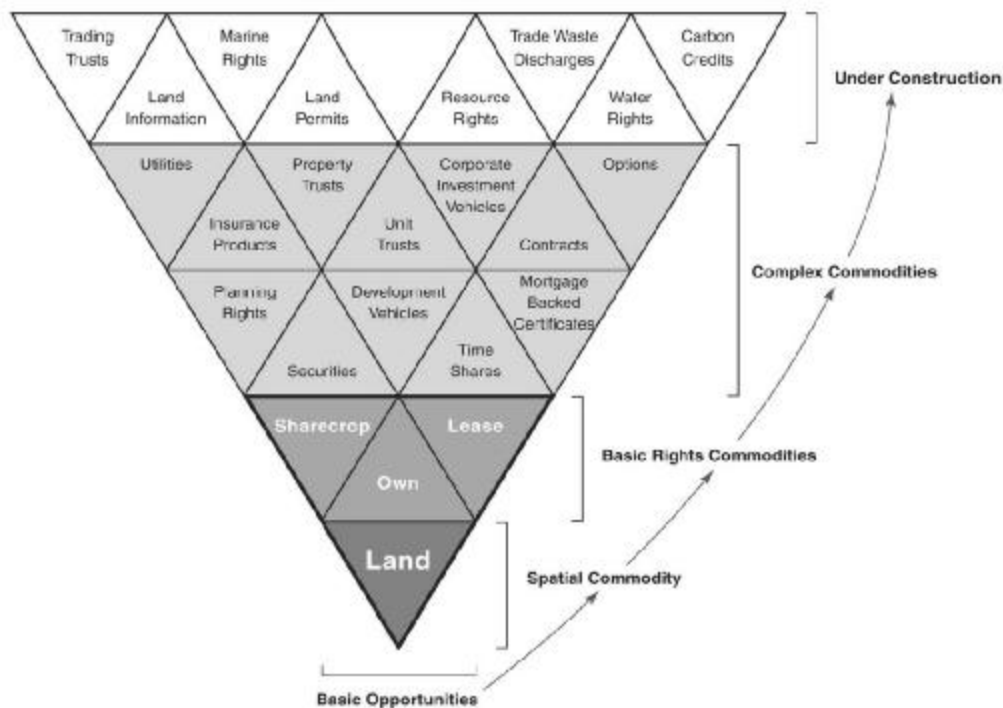 Trading
Trusts
Marine
Rights
Trade Waste
Discharges
Carbon
Credits
Land
Information
Land
Permits
Resource
Rights
Water
Rights
Under Construction
Utilities
Property
Trusts
Corporate
Investment
Vehicles
Options
Insurance
Products
Unit
Trusts
Contracts
Complex Commodities
Planning
Rights
Development
Vehicles
Mortgage
Backed
Certificates
Securities
Time
Shares
Sharecrop
Lease
Own
Basic Rights Commodities
Land
Spatial Commodity
Basic Opportunities